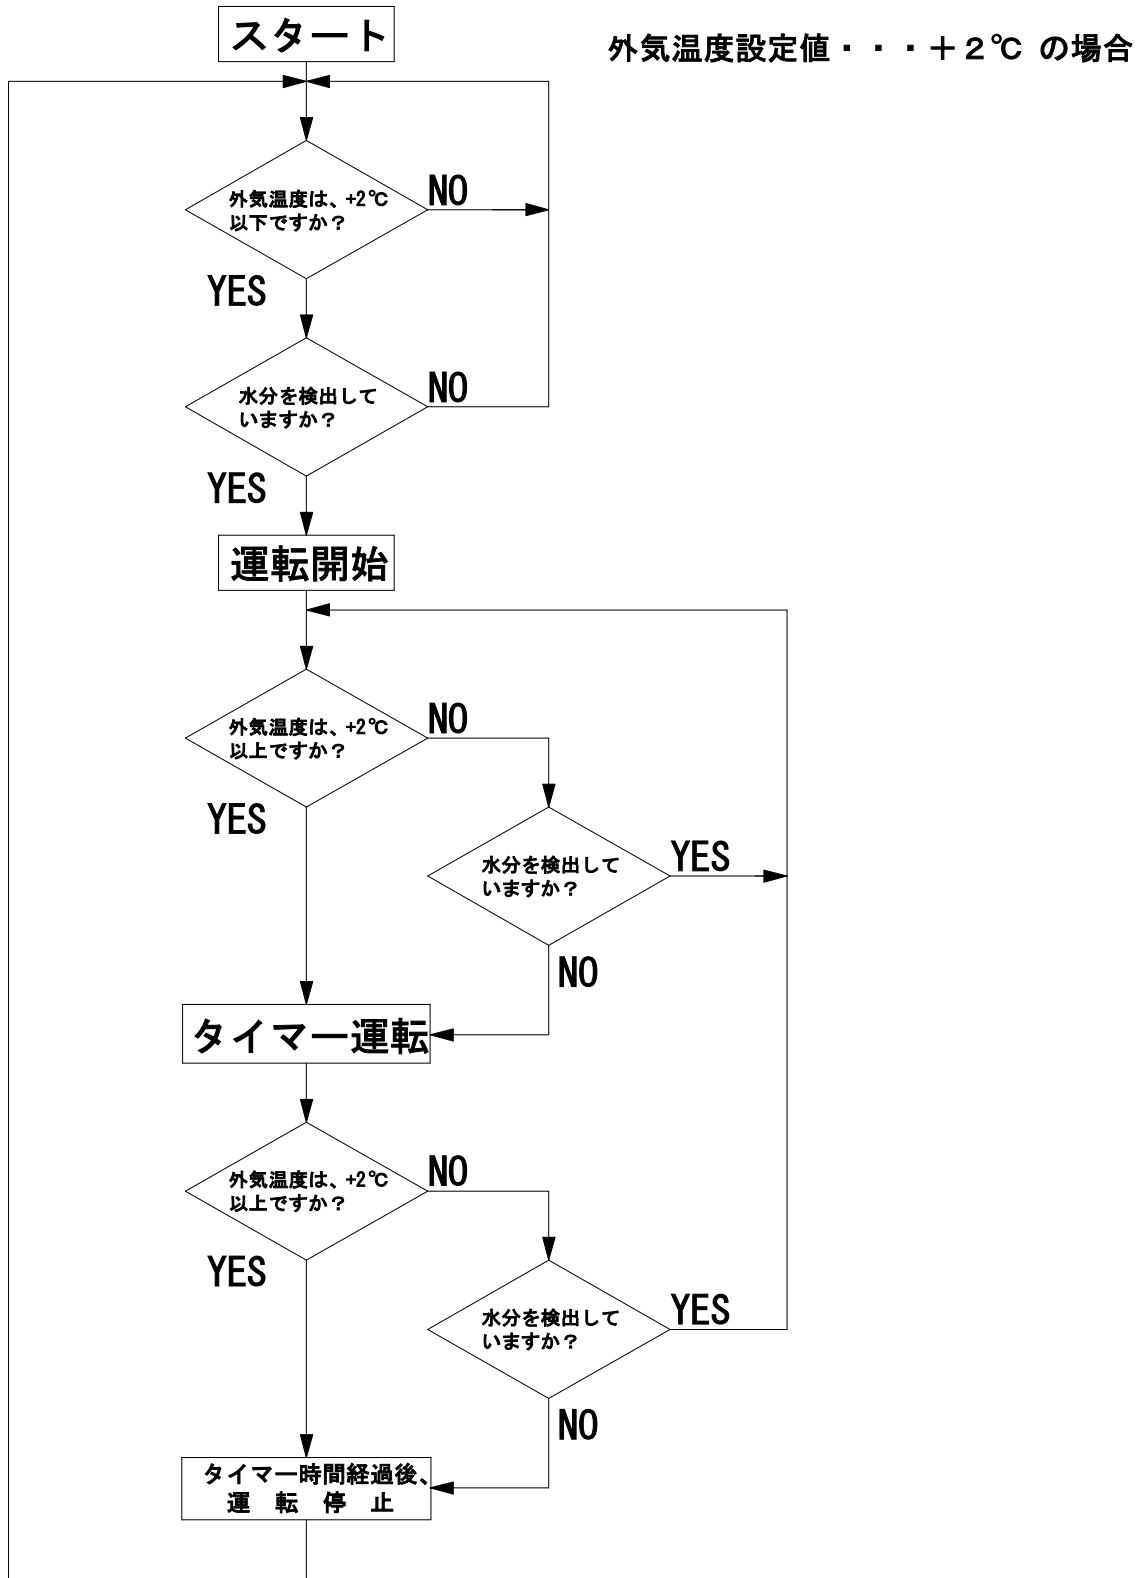 スタート
外気温度設定値・・・＋２℃ の場合
外気温度は、+2℃
以下ですか？
NO
YES
水分を検出して
いますか？
NO
YES
運転開始
外気温度は、+2℃
以上ですか？
NO
YES
水分を検出して
いますか？
YES
NO
タイマー運転
外気温度は、+2℃
以上ですか？
NO
YES
水分を検出して
いますか？
YES
NO
タイマー時間経過後、
運　転　停　止